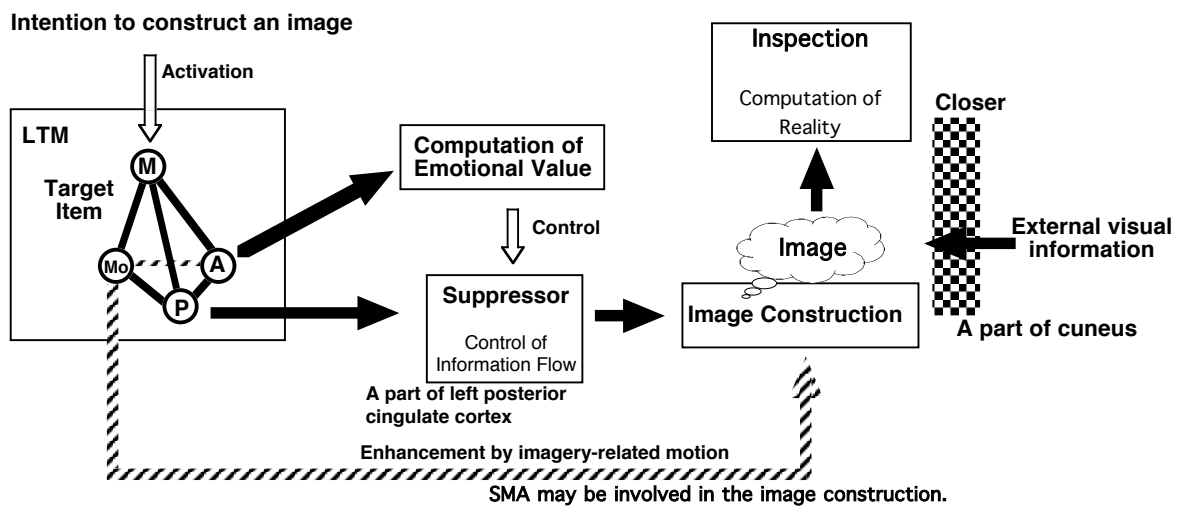 Intention to construct an image
Activation
LTM
M
Target
Item
Mo
A
P
Computation of
Emotional Value
Control
Suppressor
Control of
Information Flow
A part of left posterior
cingulate cortex
Inspection
Computation of
Reality
Image
Image Construction
Closer
External visual
information
A part of cuneus
Enhancement by imagery-related motion
SMA may be involved in the image construction.